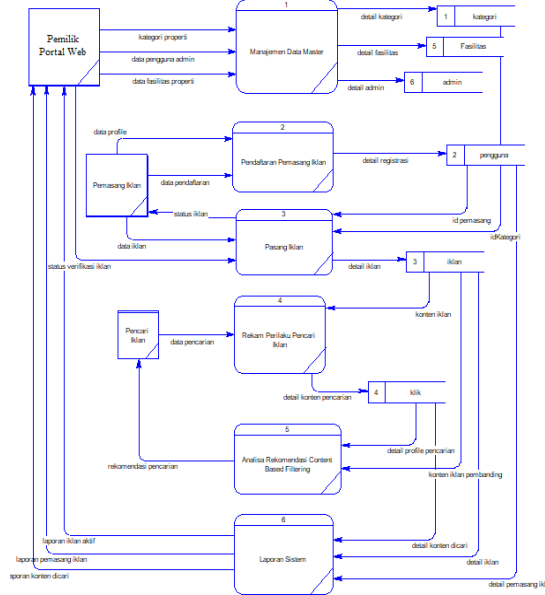 Pemilik
Portal Web
kategori properti
data pengguna admin
data fasilitas properti
1
Manajemen Data Master
detail kategori
detail fasilitas
detail admin
1 kategori
5 Fasilitas
6 admin
data profile
Pemasang Iklan
data pendaftaran
2
Pendaftaran Pemasang Iklan
detail registrasi
2 pengguna
status iklan
data iklan
status verifikasi iklan
3
Pasang Iklan
id pemasang
idKategori
detail iklan
3 iklan
konten iklan
Pencari
Iklan
data pencarian
4
Rekam Perilaku Pencari
Iklan
detail konten pencarian
4 klik
5
Analisa Rekomendasi Content
Based Filtering
rekomendasi pencarian
detail profile pencarian
konten iklan pembanding
6
Laporan Sistem
laporan iklan aktif
laporan pemasang iklan
aporan konten dicari
detail konten dicari
detail iklan
detail pemasang ikl